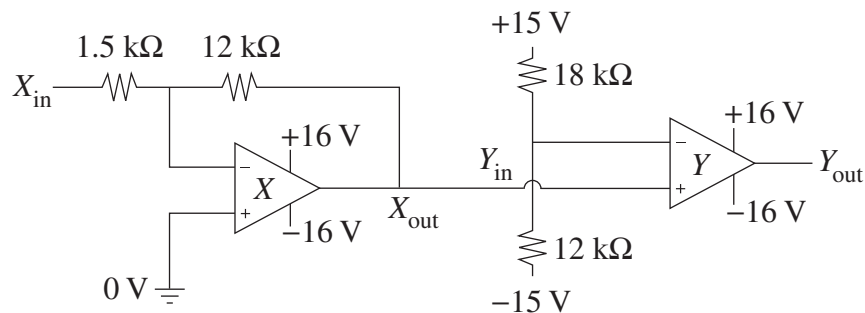 +15 V
1.5 kΩ 12 kΩ
18 kΩ
X_in
+16 V
+16 V
−
X
+
Y_in
−
Y
+
Y_out
X_out
−16 V
−16 V
0 V
12 kΩ
−15 V